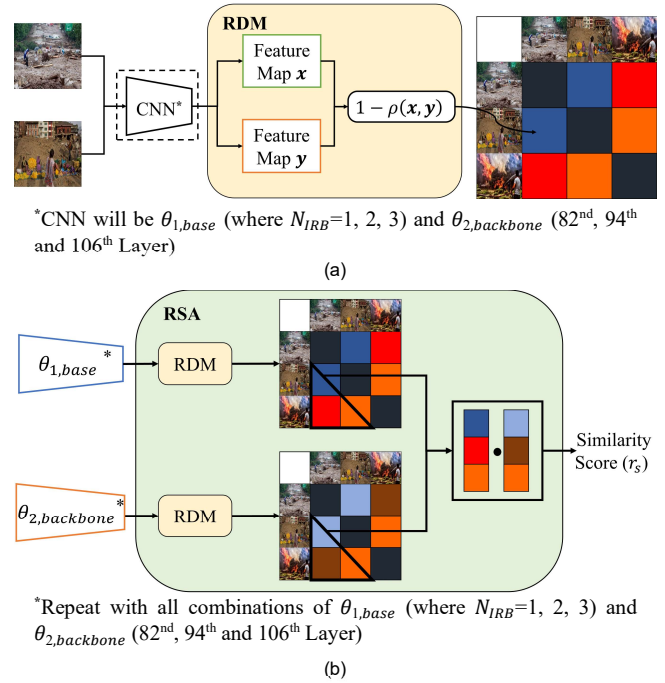 RDM
Feature
Map x
CNN*
1 − ρ(x, y)
Feature
Map y
*CNN will be θ1,base (where NIRB=1, 2, 3) and θ2,backbone (82nd, 94th
and 106th Layer)
(a)
RSA
θ1,base*
RDM
Similarity
Score (rs)
θ2,backbone*
RDM
*Repeat with all combinations of θ1,base (where NIRB=1, 2, 3) and
θ2,backbone (82nd, 94th and 106th Layer)
(b)